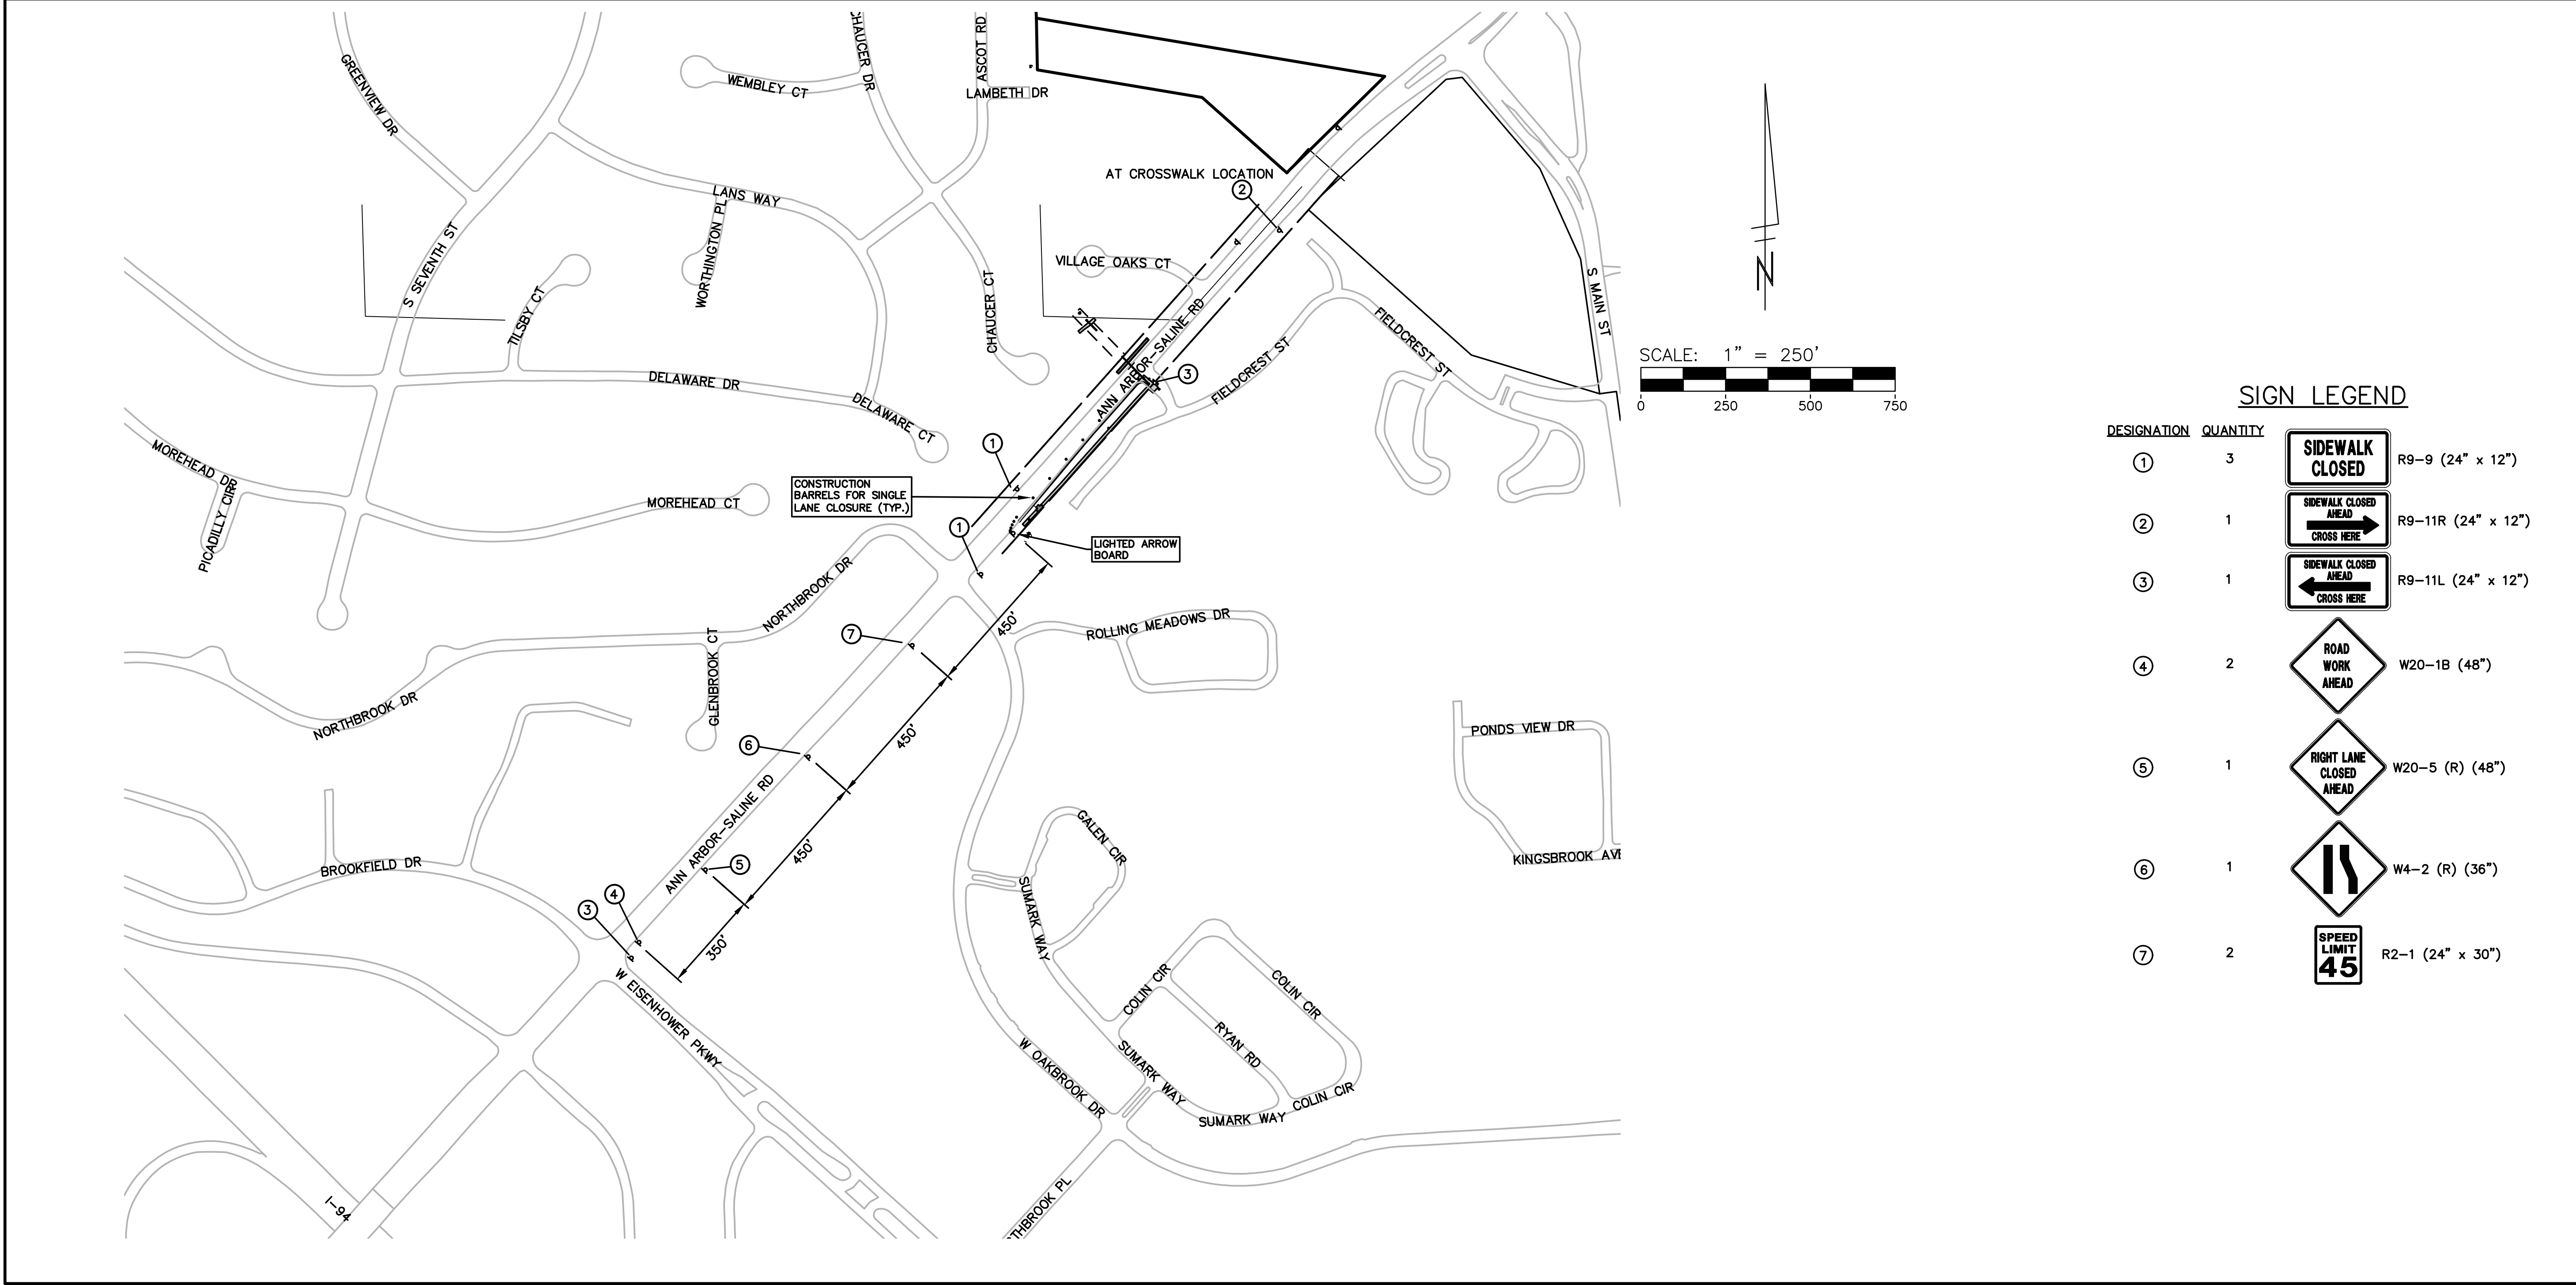 CHAUCER DR
ASCOT RD
GREENVIEW DR
WEMBLEY CT
LAMBETH DR
AT CROSSWALK LOCATION
2
LANS WAY
WORTHINGTON PL
S SEVENTH ST
TILSBY CT
VILLAGE OAKS CT
CHAUCER CT
ANN ARBOR-SALINE RD
3
FIELDCREST ST
FIELDCREST ST
S MAIN ST
DELAWARE DR
DELAWARE CT
MOREHEAD DR
PICADILLY CIR
MOREHEAD CT
1
CONSTRUCTION
BARRELS FOR SINGLE
LANE CLOSURE (TYP.)
1
LIGHTED ARROW
BOARD
NORTHBROOK DR
450'
ROLLING MEADOWS DR
7
GLENBROOK CT
NORTHBROOK DR
450'
6
PONDS VIEW DR
ANN ARBOR-SALINE RD
450'
5
GALEN CIR
KINGSBROOK AVE
BROOKFIELD DR
4
3
350'
SUMARK WAY
W EISENHOWER PKWY
COLIN CIR
COLIN CIR
RYAN RD
W OAKBROOK DR
SUMARK WAY
SUMARK WAY
COLIN CIR
I-94
THBROOK PL
N
SCALE: 1" = 250'
0 250 500 750
SIGN LEGEND
DESIGNATION QUANTITY
1 3 SIDEWALK CLOSED R9-9 (24" x 12")
2 1 SIDEWALK CLOSED AHEAD CROSS HERE R9-11R (24" x 12")
3 1 SIDEWALK CLOSED AHEAD CROSS HERE R9-11L (24" x 12")
4 2 ROAD WORK AHEAD W20-1B (48")
5 1 RIGHT LANE CLOSED AHEAD W20-5 (R) (48")
6 1 W4-2 (R) (36")
7 2 SPEED LIMIT 45 R2-1 (24" x 30")